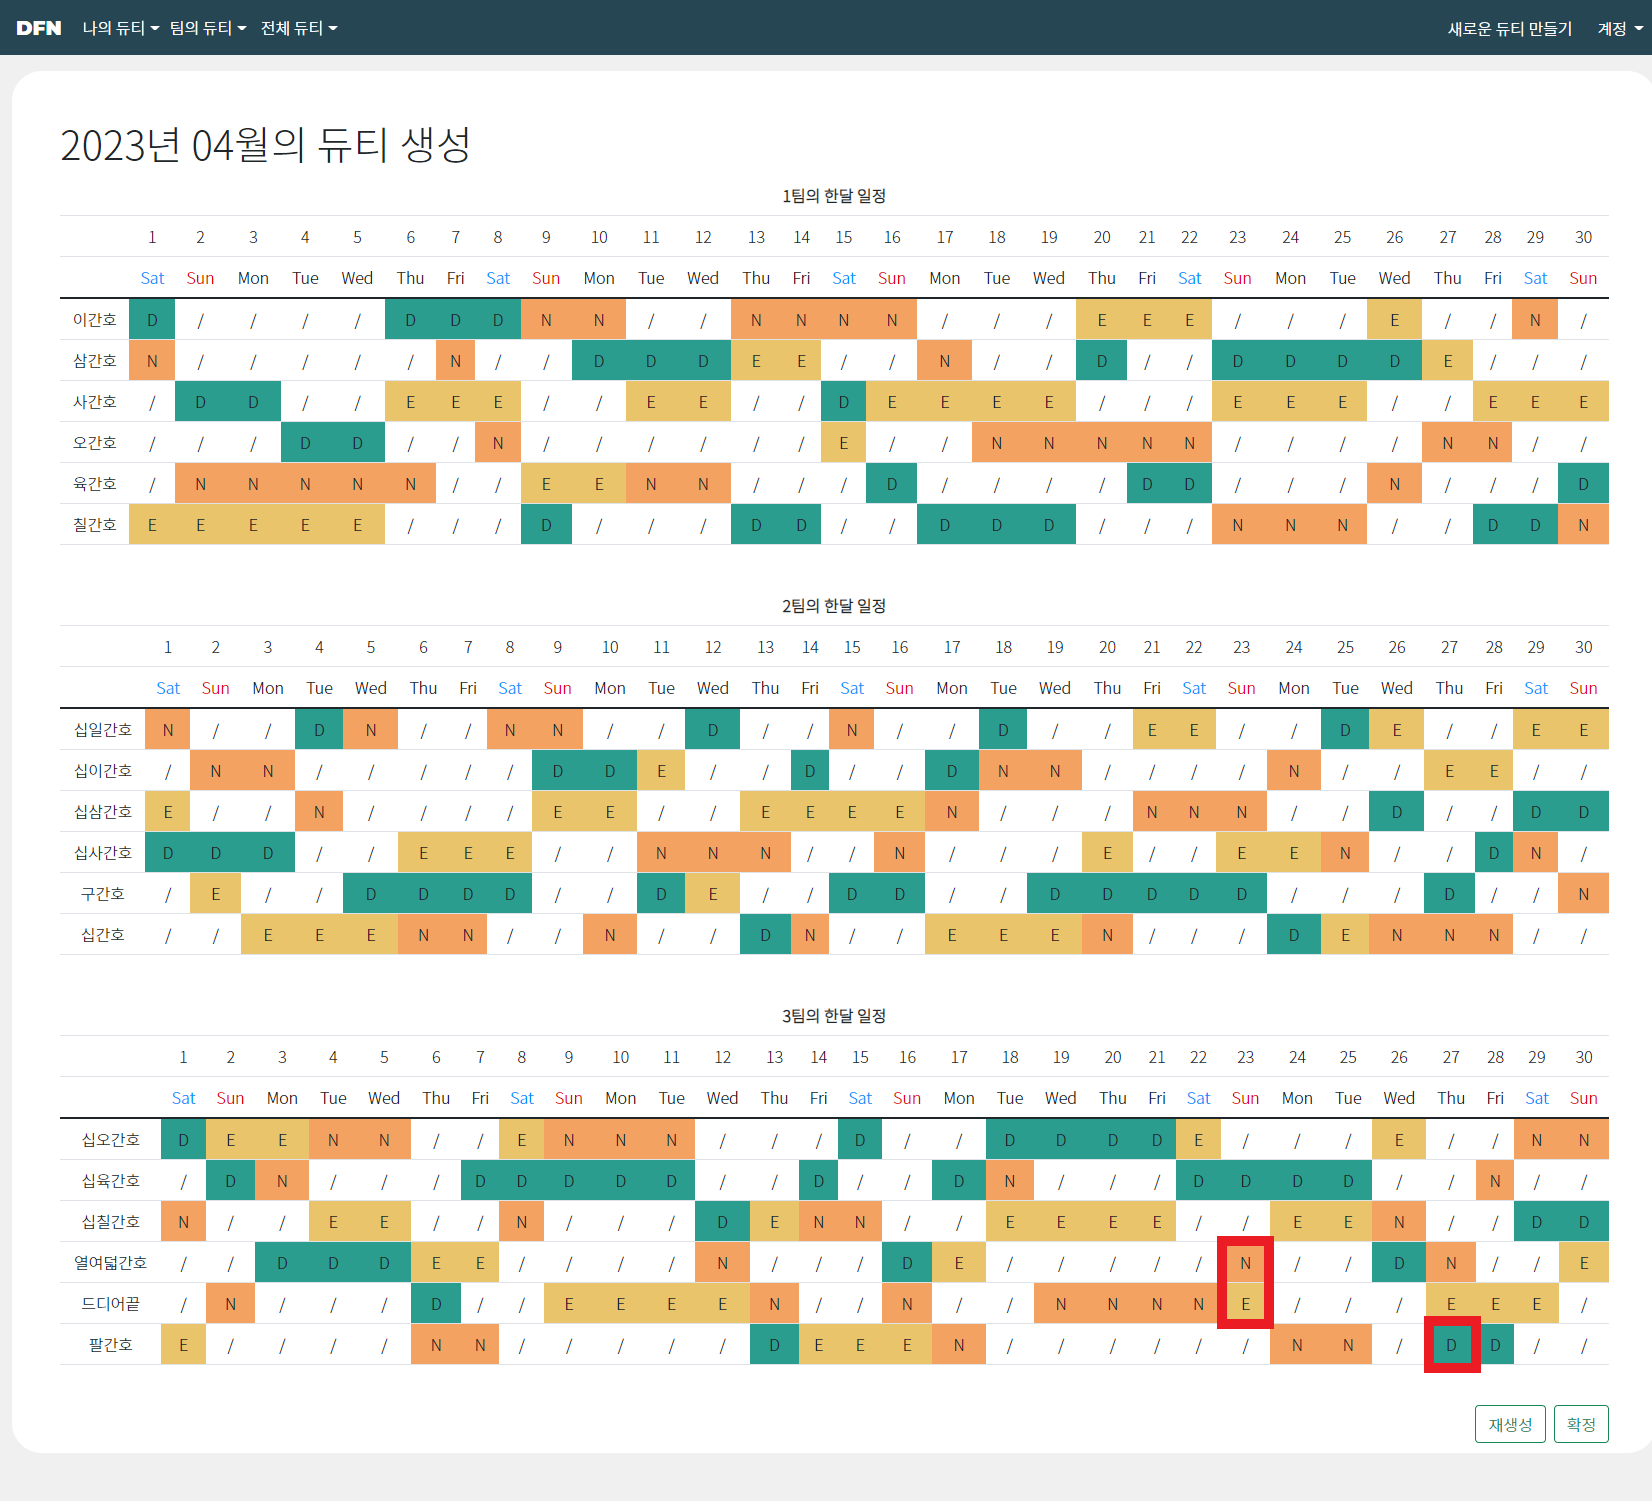 DFN 나의 듀티 팀의 듀티 전체 듀티 새로운 듀티 만들기 계정
2023년 04월의 듀티 생성
1팀의 한달 일정
1 2 3 4 5 6 7 8 9 10 11 12 13 14 15 16 17 18 19 20 21 22 23 24 25 26 27 28 29 30
Sat Sun Mon Tue Wed Thu Fri Sat Sun Mon Tue Wed Thu Fri Sat Sun Mon Tue Wed Thu Fri Sat Sun Mon Tue Wed Thu Fri Sat Sun
이간호 D / / / / D D D N N / / N N N N / / / E E E / / / E / / N /
삼간호 N / / / / / N / / D D D E E / / N / / D / / D D D D E / / /
사간호 / D D / / E E E / / E E / / D E E E E / / / E E E / / E E E
오간호 / / / D D / / N / / / / / / E / / N N N N N / / / / N N / /
육간호 / N N N N N / / E E N N / / / D / / / / D D / / / N / / / D
칠간호 E E E E E / / / D / / / D D / / D D D / / / N N N / / D D N
2팀의 한달 일정
1 2 3 4 5 6 7 8 9 10 11 12 13 14 15 16 17 18 19 20 21 22 23 24 25 26 27 28 29 30
Sat Sun Mon Tue Wed Thu Fri Sat Sun Mon Tue Wed Thu Fri Sat Sun Mon Tue Wed Thu Fri Sat Sun Mon Tue Wed Thu Fri Sat Sun
십일간호 N / / D N / / N N / / D / / N / / D / / E E / / D E / / E E
십이간호 / N N / / / / / D D E / / D / / D N N / / / / N / / E E / /
십삼간호 E / / N / / / / E E / / E E E E N / / / N N N / / D / / D D
십사간호 D D D / / E E E / / N N N / / N / / / E / / E E N / / D N /
구간호 / E / / D D D D / / D E / / D D / / D D D D D / / / D / / N
십간호 / / E E E N N / / N / / D N / / E E E N / / / D E N N N / /
3팀의 한달 일정
1 2 3 4 5 6 7 8 9 10 11 12 13 14 15 16 17 18 19 20 21 22 23 24 25 26 27 28 29 30
Sat Sun Mon Tue Wed Thu Fri Sat Sun Mon Tue Wed Thu Fri Sat Sun Mon Tue Wed Thu Fri Sat Sun Mon Tue Wed Thu Fri Sat Sun
십오간호 D E E N N / / E N N N / / / D / / D D D D E / / / E / / N N
십육간호 / D N / / / D D D D D / / D / / D N / / / D D D D / / N / /
십칠간호 N / / E E / / N / / / D E N N / / E E E E / / E E N / / D D
열여덟간호 / / D D D E E / / / / N / / / D E / / / / / N / / D N / / E
드디어끝 / N / / / D / / E E E E N / / N / / N N N N E / / / E E E /
팔간호 E / / / / N N / / / / / D E E E N / / / / / / N N / D D / /
재생성 확정